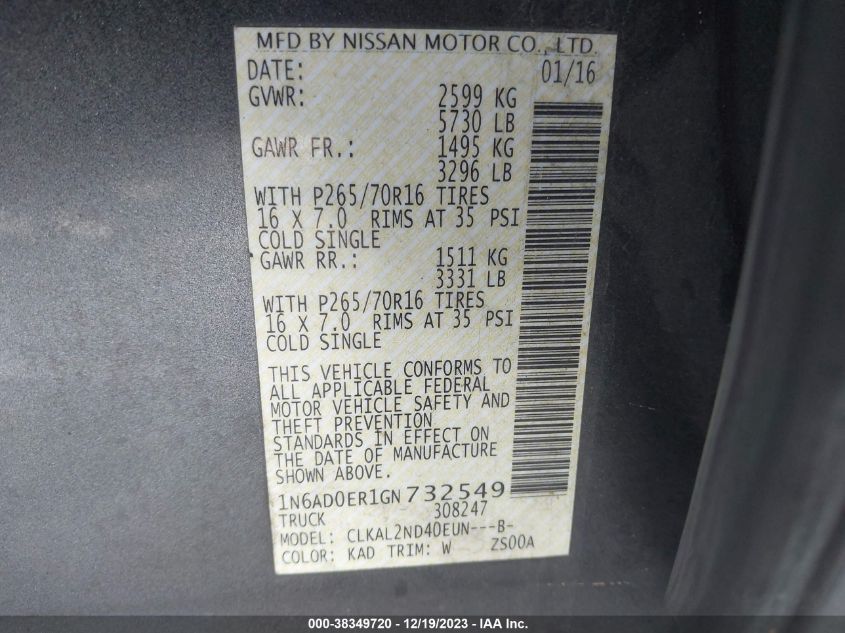 MFD BY NISSAN MOTOR CO., LTD.
DATE: 01/16
GVWR: 2599 KG
5730 LB
GAWR FR.: 1495 KG
3296 LB
WITH P265/70R16 TIRES
16 X 7.0 RIMS AT 35 PSI
COLD SINGLE
GAWR RR.: 1511 KG
3331 LB
WITH P265/70R16 TIRES
16 X 7.0 RIMS AT 35 PSI
COLD SINGLE
THIS VEHICLE CONFORMS TO
ALL APPLICABLE FEDERAL
MOTOR VEHICLE SAFETY AND
THEFT PREVENTION
STANDARDS IN EFFECT ON
THE DATE OF MANUFACTURE
SHOWN ABOVE.
1N6AD0ER1GN732549
TRUCK 308247
MODEL: CLKAL2ND40EUN---B-
COLOR: KAD TRIM: W ZS00A
000-38349720 - 12/19/2023 - IAA Inc.